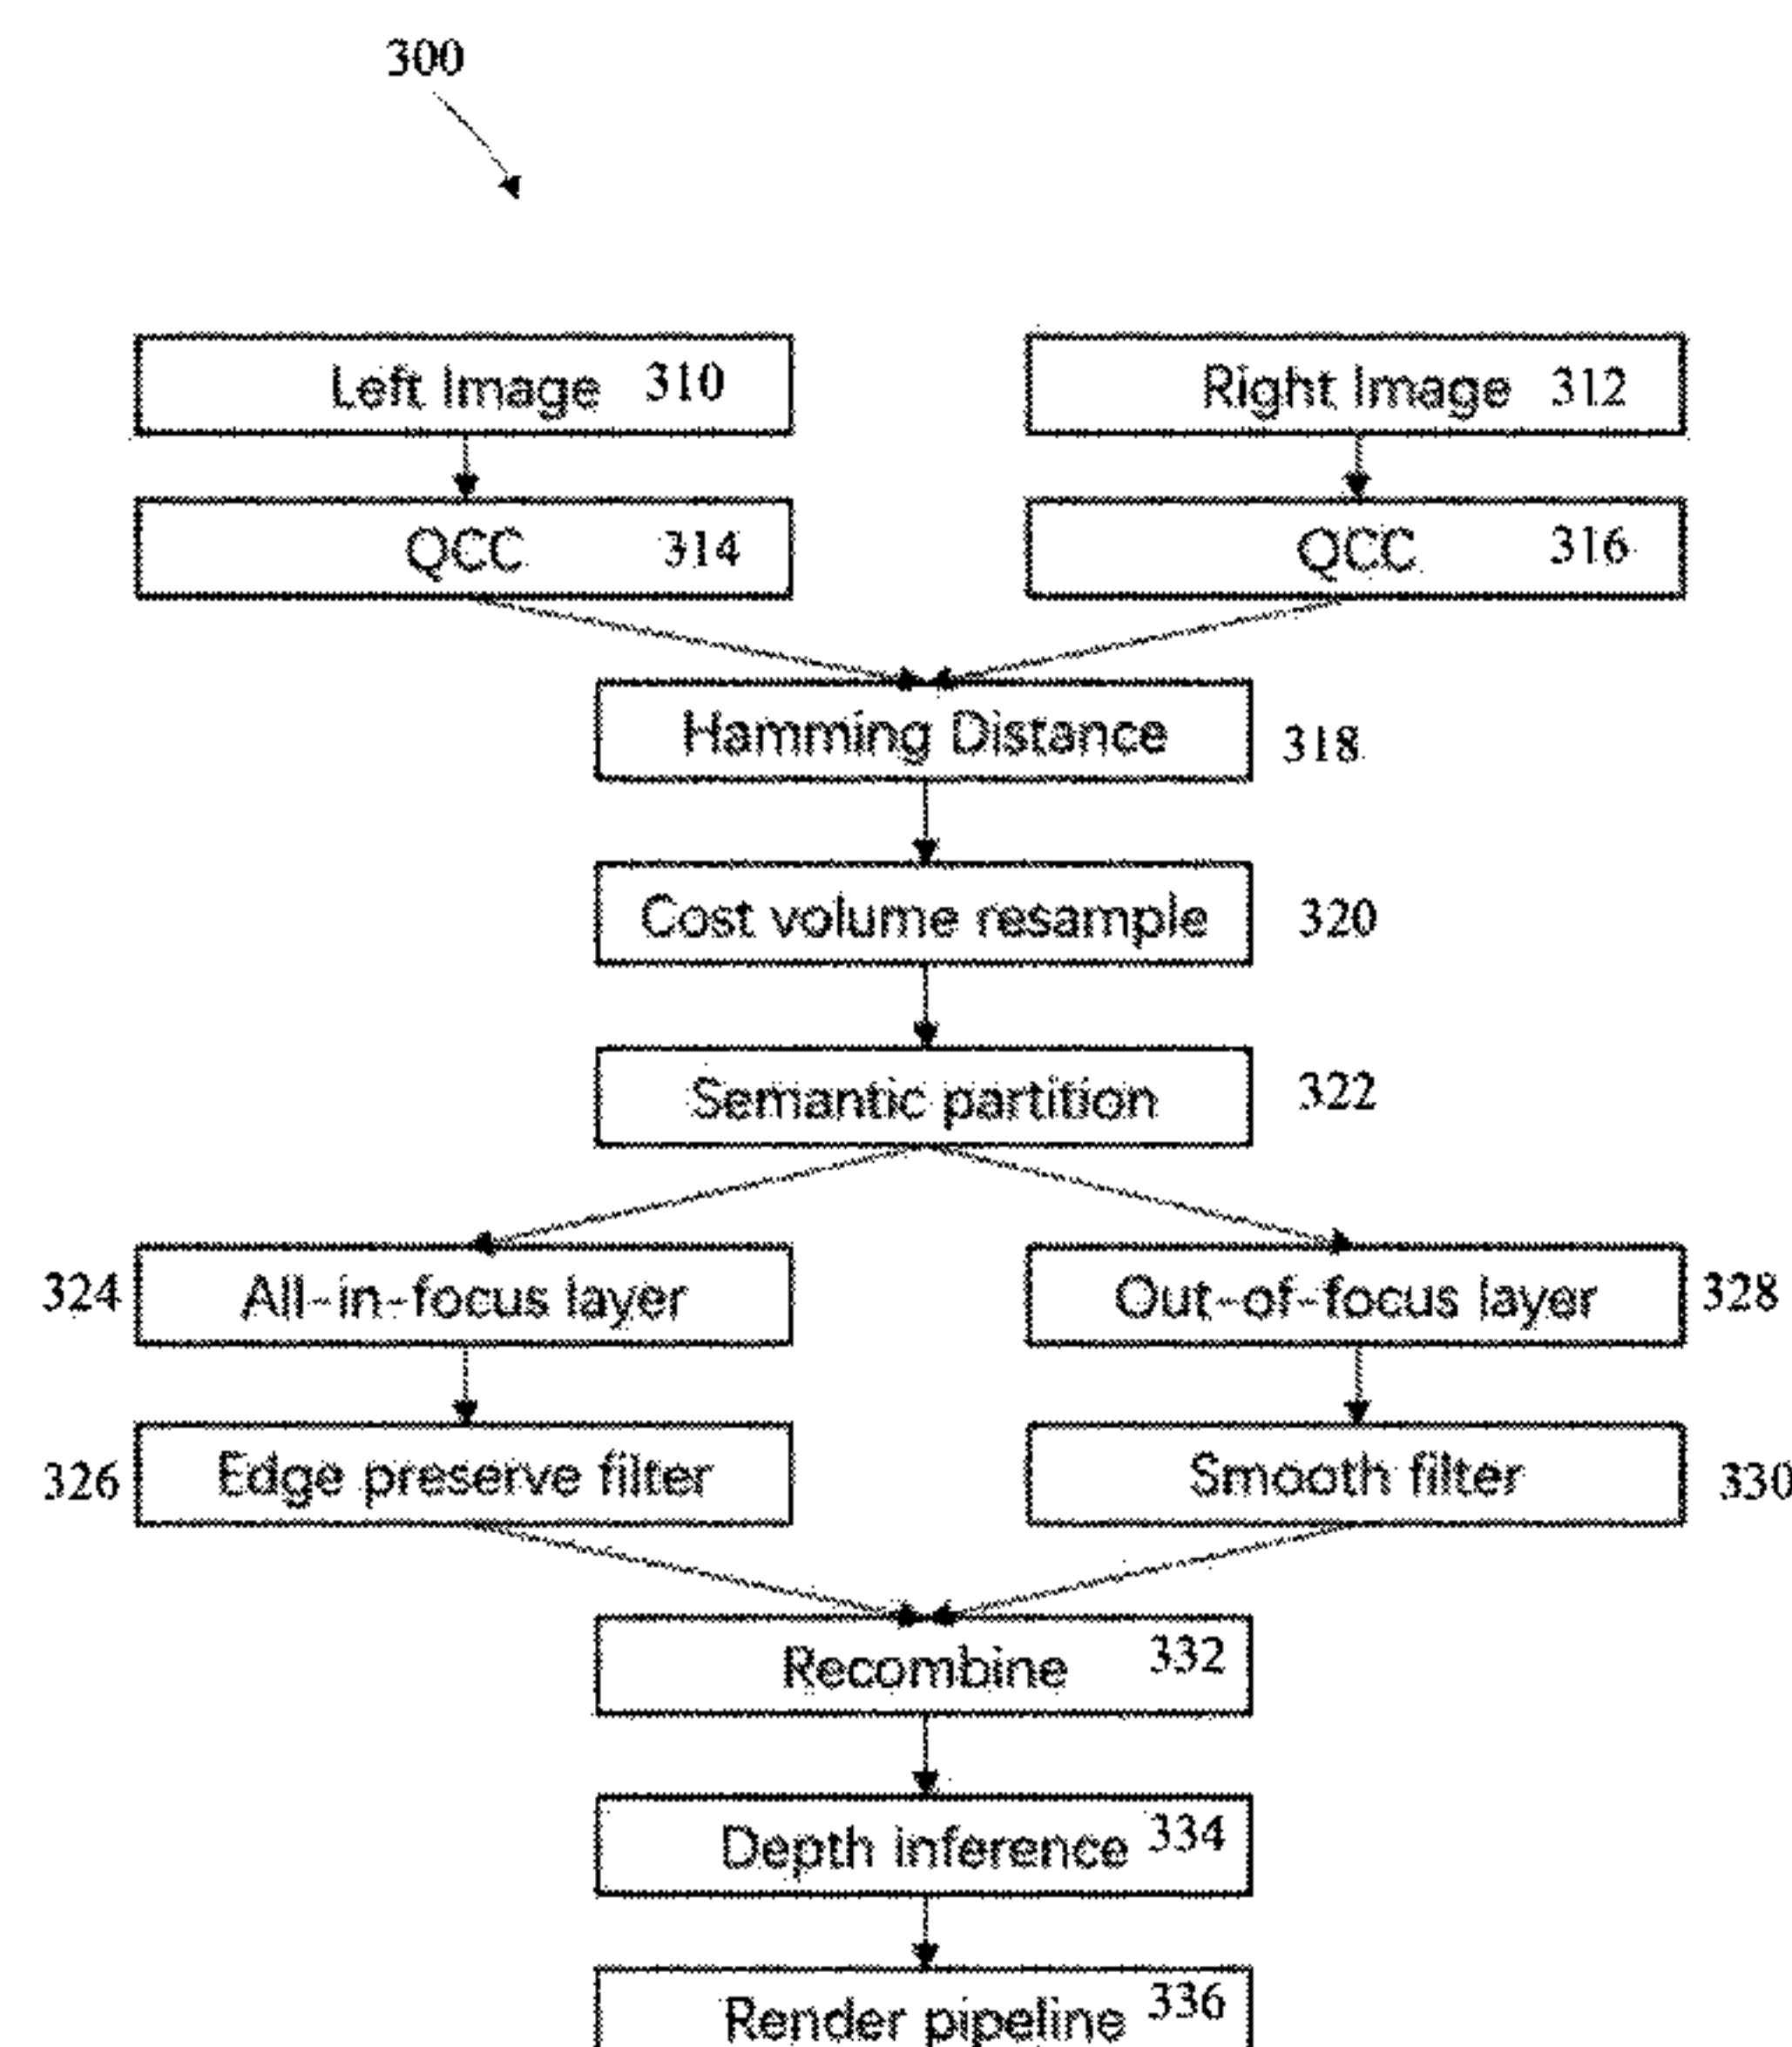 300
Left Image 310
Right Image 312
QCC 314
QCC 316
Hamming Distance 318
Cost volume resample 320
Semantic partition 322
324 All-in-focus layer
Out-of-focus layer 328
326 Edge preserve filter
Smooth filter 330
Recombine 332
Depth inference 334
Render pipeline 336